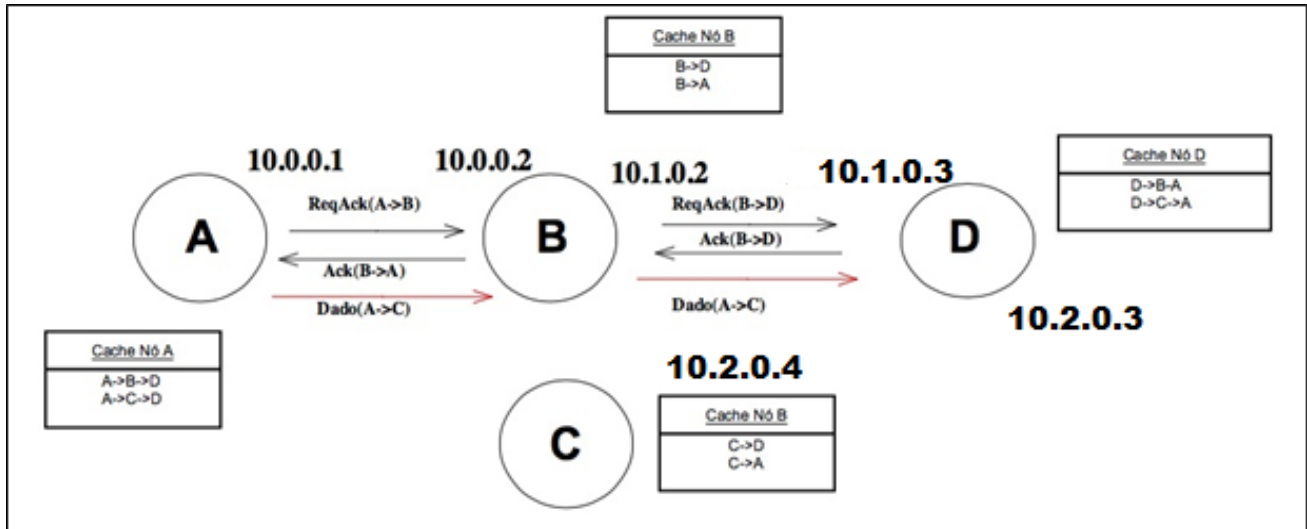 Cache Nó B
B->D
B->A
10.0.0.1
10.0.0.2
10.1.0.2
10.1.0.3
Cache Nó D
D->B-A
D->C->A
A
ReqAck(A->B)
B
ReqAck(B->D)
D
Ack(B->A)
Ack(B->D)
Dado(A->C)
Dado(A->C)
10.2.0.3
Cache Nó A
A->B->D
A->C->D
10.2.0.4
C
Cache Nó B
C->D
C->A